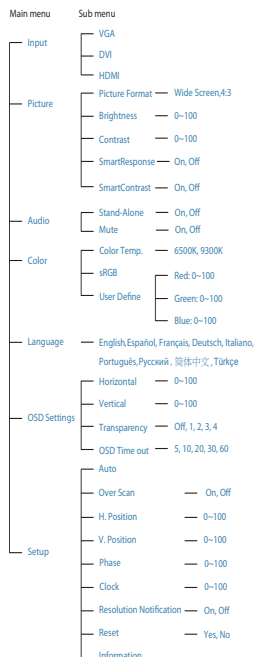 Main menu Sub menu
Input
VGA
DVI
HDMI
Picture
Picture Format Wide Screen,4:3
Brightness 0~100
Contrast 0~100
SmartResponse On, Off
SmartContrast On, Off
Audio
Stand-Alone On, Off
Mute On, Off
Color
Color Temp. 6500K, 9300K
sRGB
User Define
Red: 0~100
Green: 0~100
Blue: 0~100
Language
English,Español, Français, Deutsch, Italiano,
Português,Русский, 简体中文, Türkçe
OSD Settings
Horizontal 0~100
Vertical 0~100
Transparency Off, 1, 2, 3, 4
OSD Time out 5, 10, 20, 30, 60
Setup
Auto
Over Scan On, Off
H. Position 0~100
V. Position 0~100
Phase 0~100
Clock 0~100
Resolution Notification On, Off
Reset Yes, No
Information